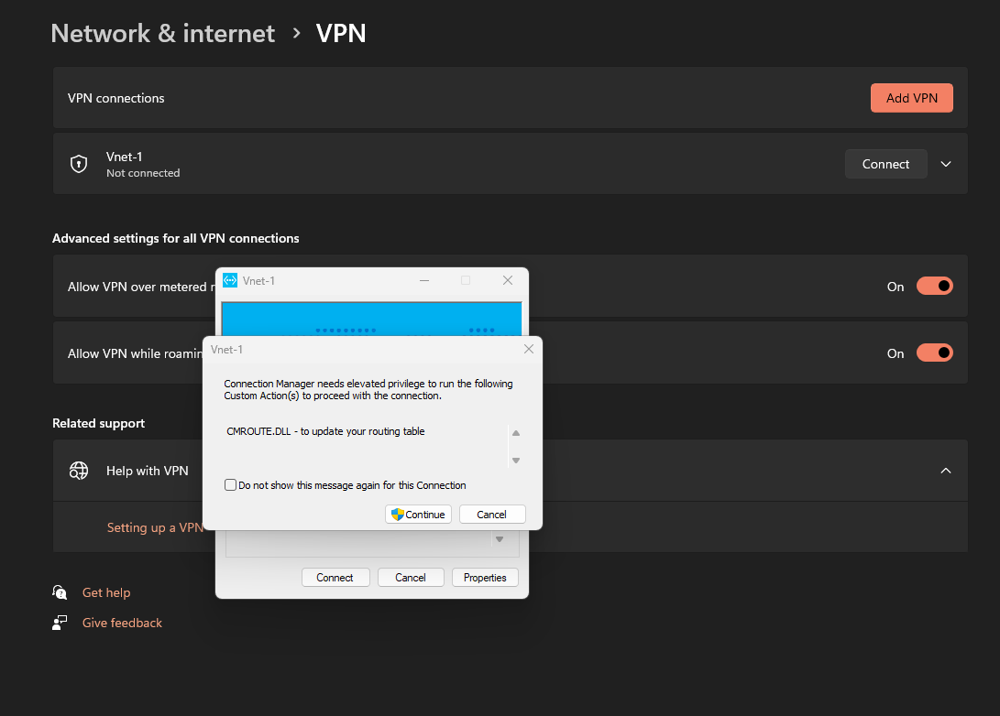 Network & internet > VPN
VPN connections
Add VPN
Vnet-1
Not connected
Connect
Advanced settings for all VPN connections
Allow VPN over metered
On
Allow VPN while
On
Related support
Help with VPN
Setting up a VPN
Get help
Give feedback
Vnet-1
Vnet-1
Connection Manager needs elevated privilege to run the following
Custom Action(s) to proceed with the connection.
CMROUTE.DLL - to update your routing table
Do not show this message again for this Connection
Continue
Cancel
Connect
Cancel
Properties